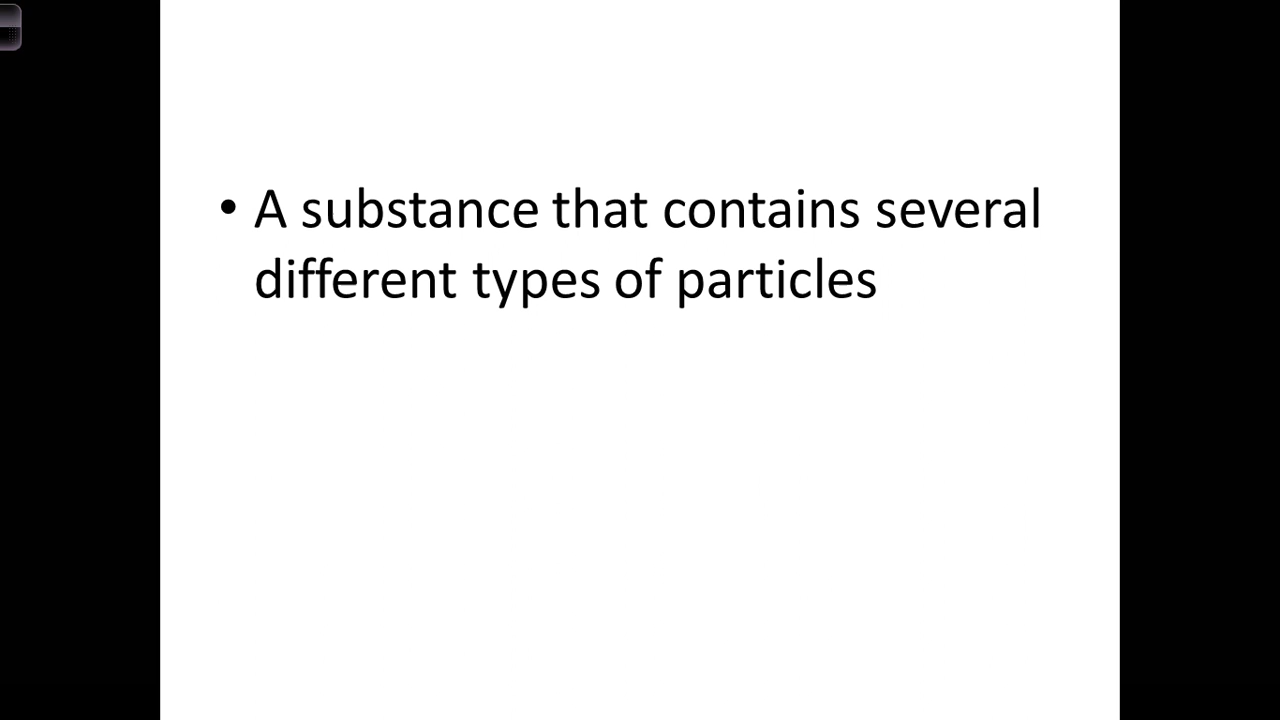 • A substance that contains several
different types of particles